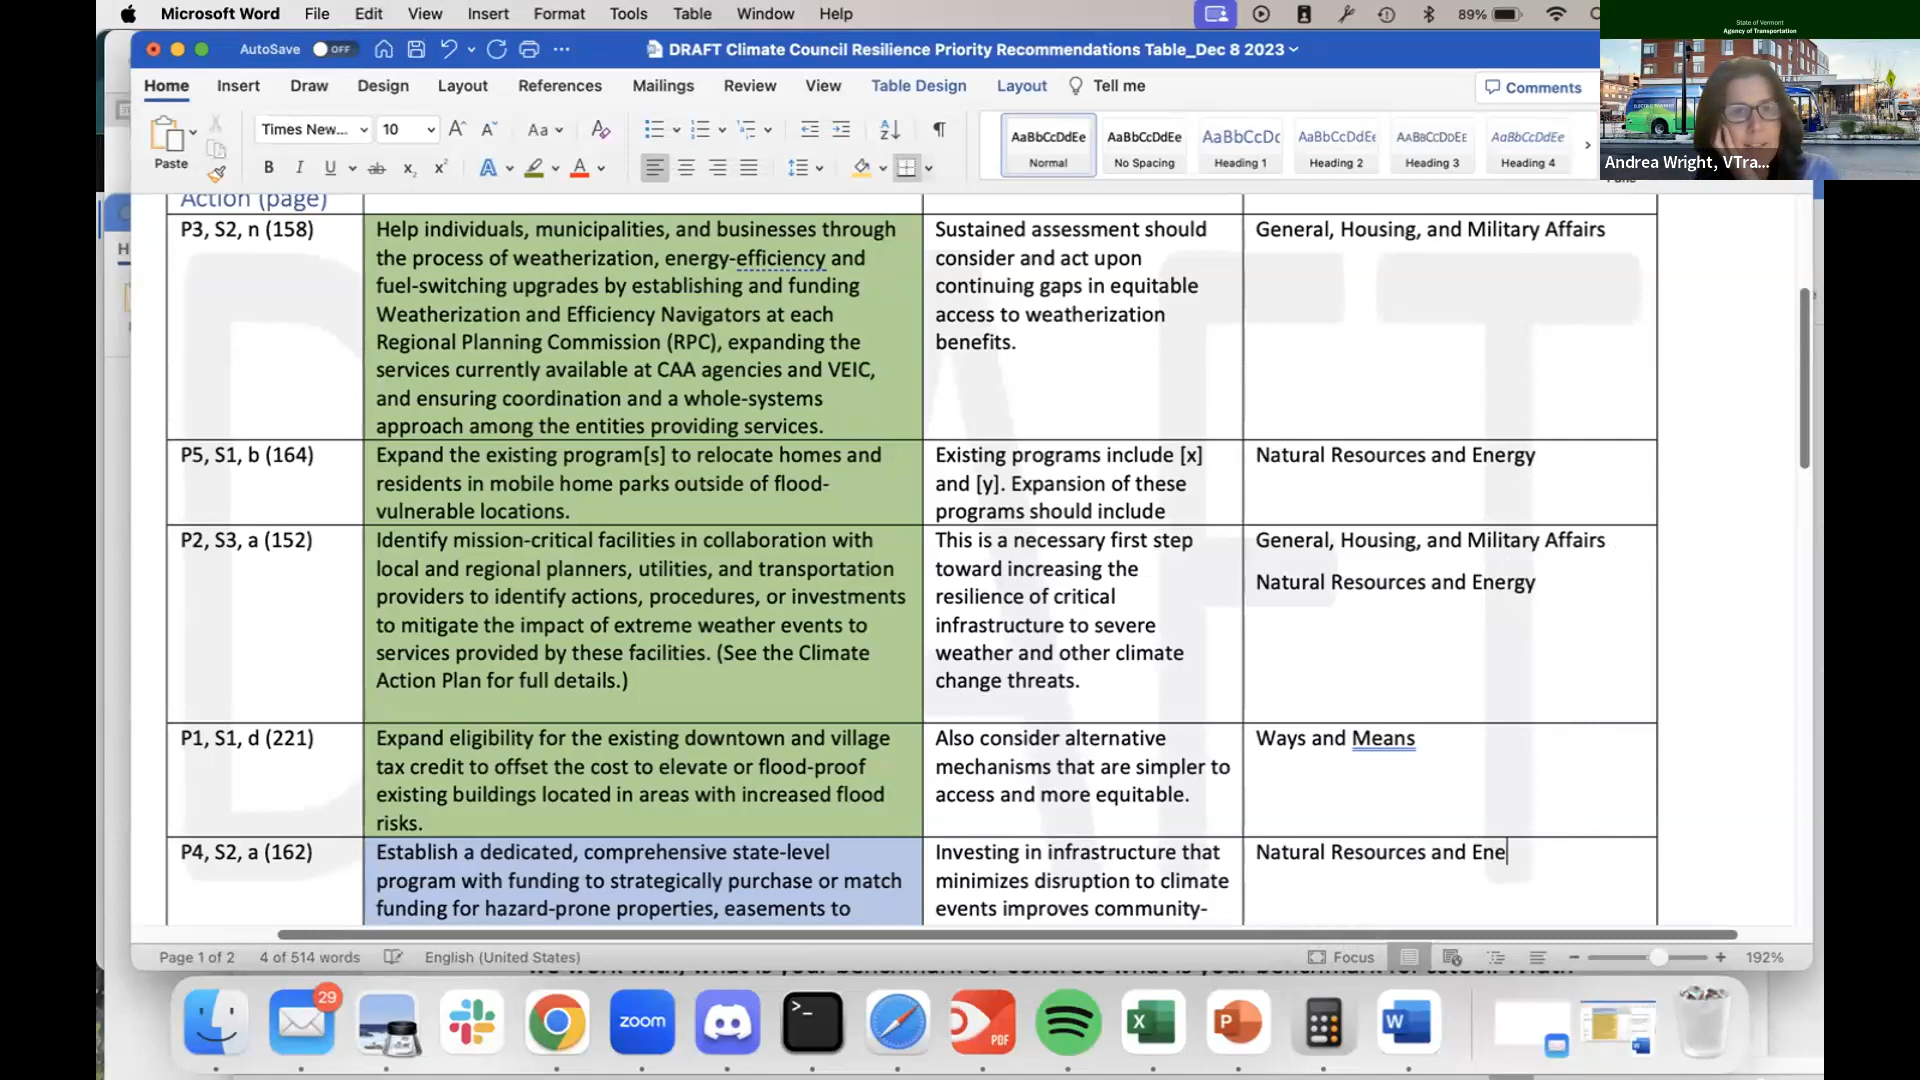 Microsoft Word File Edit View Insert Format Tools Table Window Help
89%
State of Vermont
Agency of Transportation
AutoSave OFF
DRAFT Climate Council Resilience Priority Recommendations Table_Dec 8 2023
Home Insert Draw Design Layout References Mailings Review View Table Design Layout Tell me
Comments
Paste
Times New... 10
AaBbCcDdEe AaBbCcDdEe AaBbCcDc AaBbCcDdEe AaBbCcDdEe AaBbCcDdEe
Normal No Spacing Heading 1 Heading 2 Heading 3 Heading 4
Andrea Wright, VTra...
Action (page)
P3, S2, n (158)
Help individuals, municipalities, and businesses through
the process of weatherization, energy-efficiency and
fuel-switching upgrades by establishing and funding
Weatherization and Efficiency Navigators at each
Regional Planning Commission (RPC), expanding the
services currently available at CAA agencies and VEIC,
and ensuring coordination and a whole-systems
approach among the entities providing services.
Sustained assessment should
consider and act upon
continuing gaps in equitable
access to weatherization
benefits.
General, Housing, and Military Affairs
P5, S1, b (164)
Expand the existing program[s] to relocate homes and
residents in mobile home parks outside of flood-
vulnerable locations.
Existing programs include [x]
and [y]. Expansion of these
programs should include
Natural Resources and Energy
P2, S3, a (152)
Identify mission-critical facilities in collaboration with
local and regional planners, utilities, and transportation
providers to identify actions, procedures, or investments
to mitigate the impact of extreme weather events to
services provided by these facilities. (See the Climate
Action Plan for full details.)
This is a necessary first step
toward increasing the
resilience of critical
infrastructure to severe
weather and other climate
change threats.
General, Housing, and Military Affairs
Natural Resources and Energy
P1, S1, d (221)
Expand eligibility for the existing downtown and village
tax credit to offset the cost to elevate or flood-proof
existing buildings located in areas with increased flood
risks.
Also consider alternative
mechanisms that are simpler to
access and more equitable.
Ways and Means
P4, S2, a (162)
Establish a dedicated, comprehensive state-level
program with funding to strategically purchase or match
funding for hazard-prone properties, easements to
Investing in infrastructure that
minimizes disruption to climate
events improves community-
Natural Resources and Ene
Page 1 of 2 4 of 514 words English (United States) Focus 192%
29
zoom
PDF